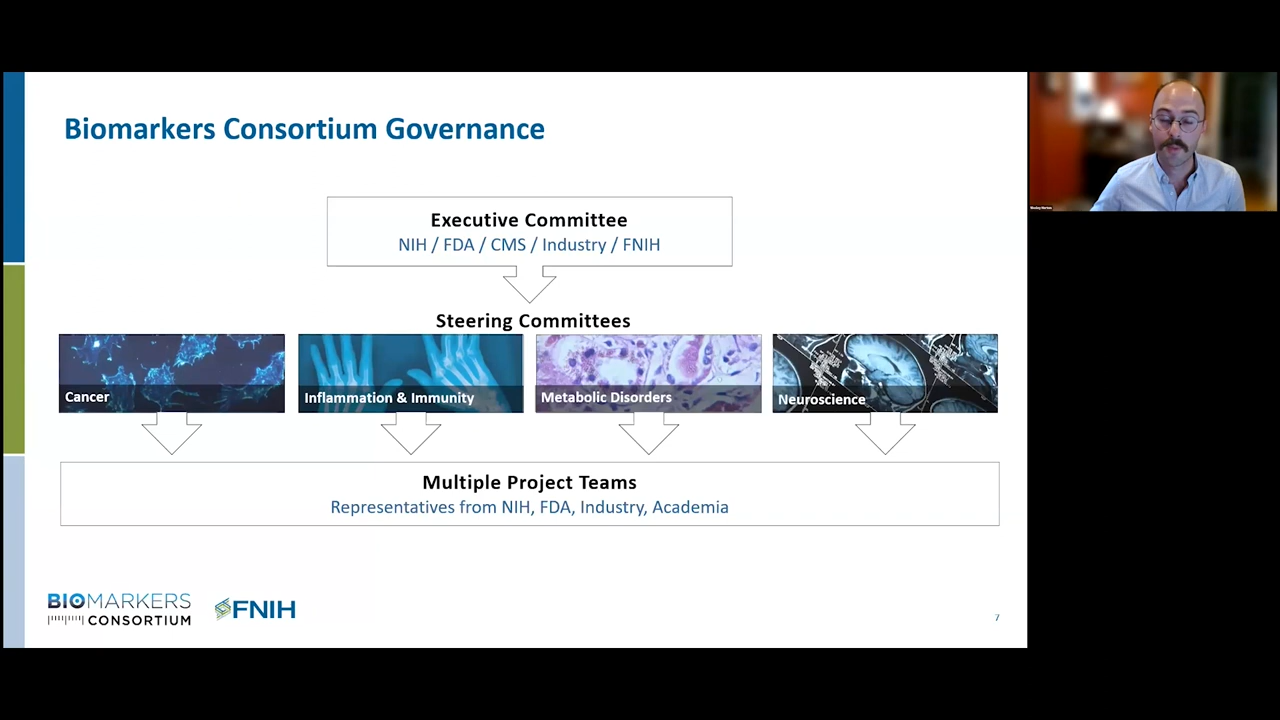 Biomarkers Consortium Governance
Executive Committee
NIH / FDA / CMS / Industry / FNIH
Steering Committees
Cancer
Inflammation & Immunity
Metabolic Disorders
Neuroscience
Multiple Project Teams
Representatives from NIH, FDA, Industry, Academia
BIOMARKERS
CONSORTIUM
FNIH
7